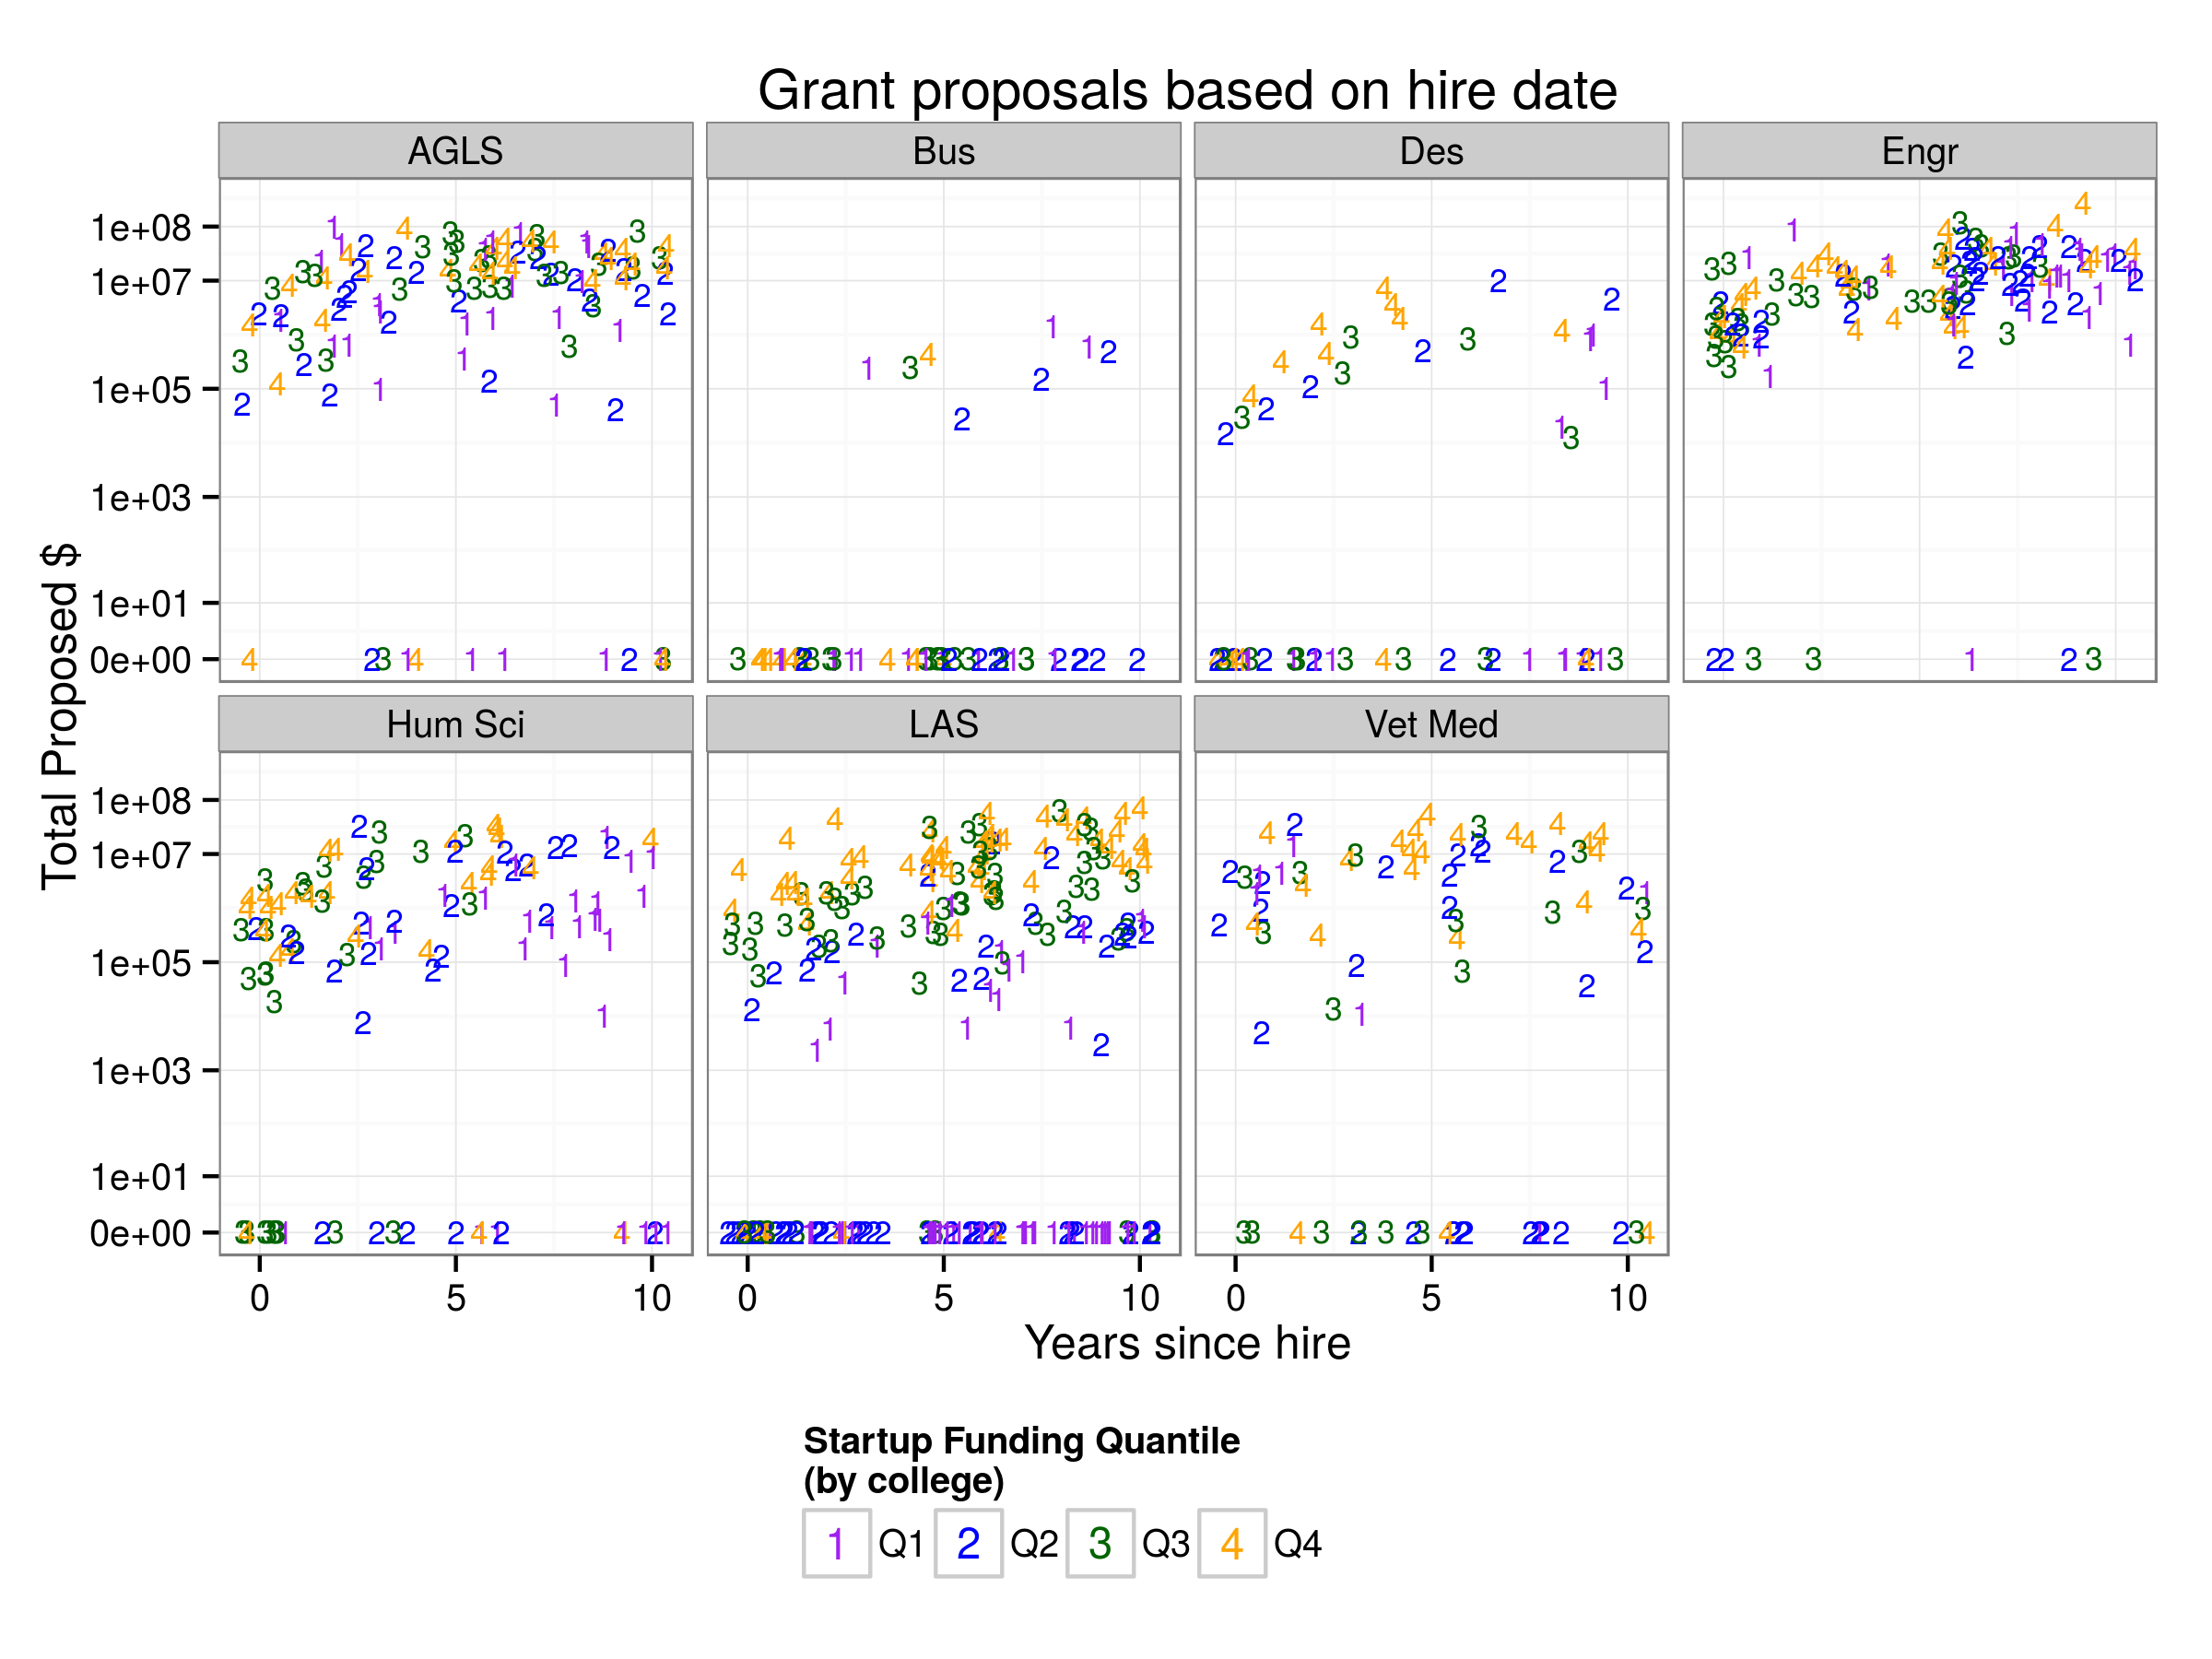 Grant proposals based on hire date
AGLS
Bus
Des
Engr
1e+08
1e+07
1e+05
1e+03
1e+01
0e+00
Hum Sci
LAS
Vet Med
1e+08
1e+07
1e+05
1e+03
1e+01
0e+00
Total Proposed $
0 5 10
0 5 10
0 5 10
Years since hire
Startup Funding Quantile
(by college)
1 Q1 2 Q2 3 Q3 4 Q4